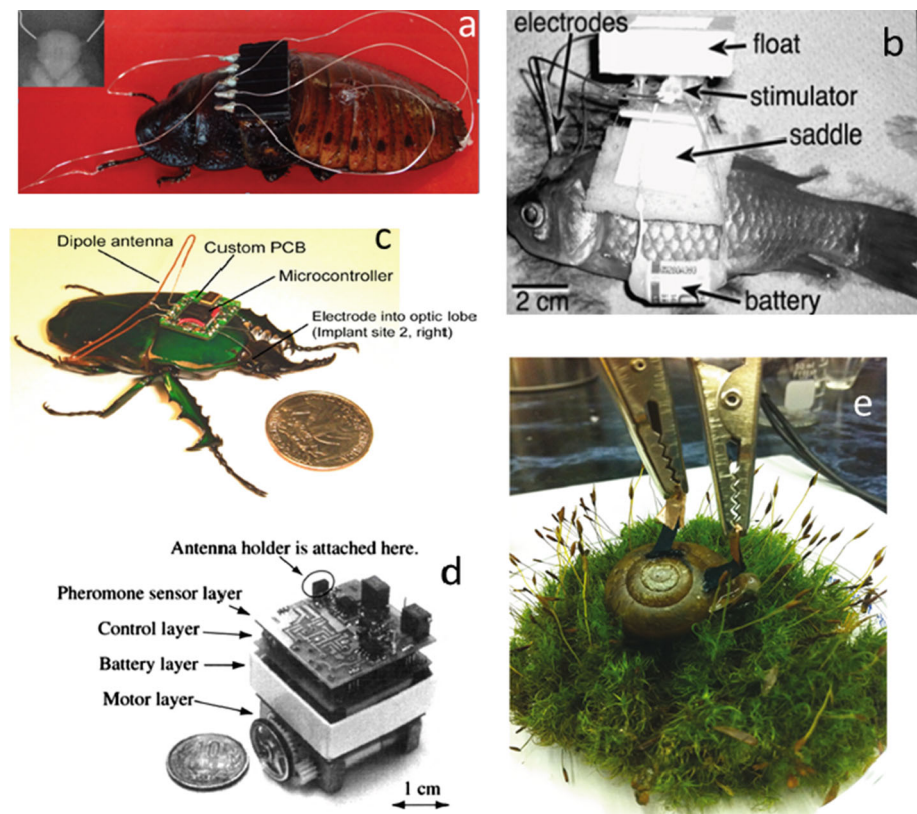 a
b
electrodes
float
stimulator
saddle
battery
2 cm
c
Dipole antenna
Custom PCB
Microcontroller
Electrode into optic lobe
(Implant site 2, right)
d
Antenna holder is attached here.
Pheromone sensor layer
Control layer
Battery layer
Motor layer
1 cm
e